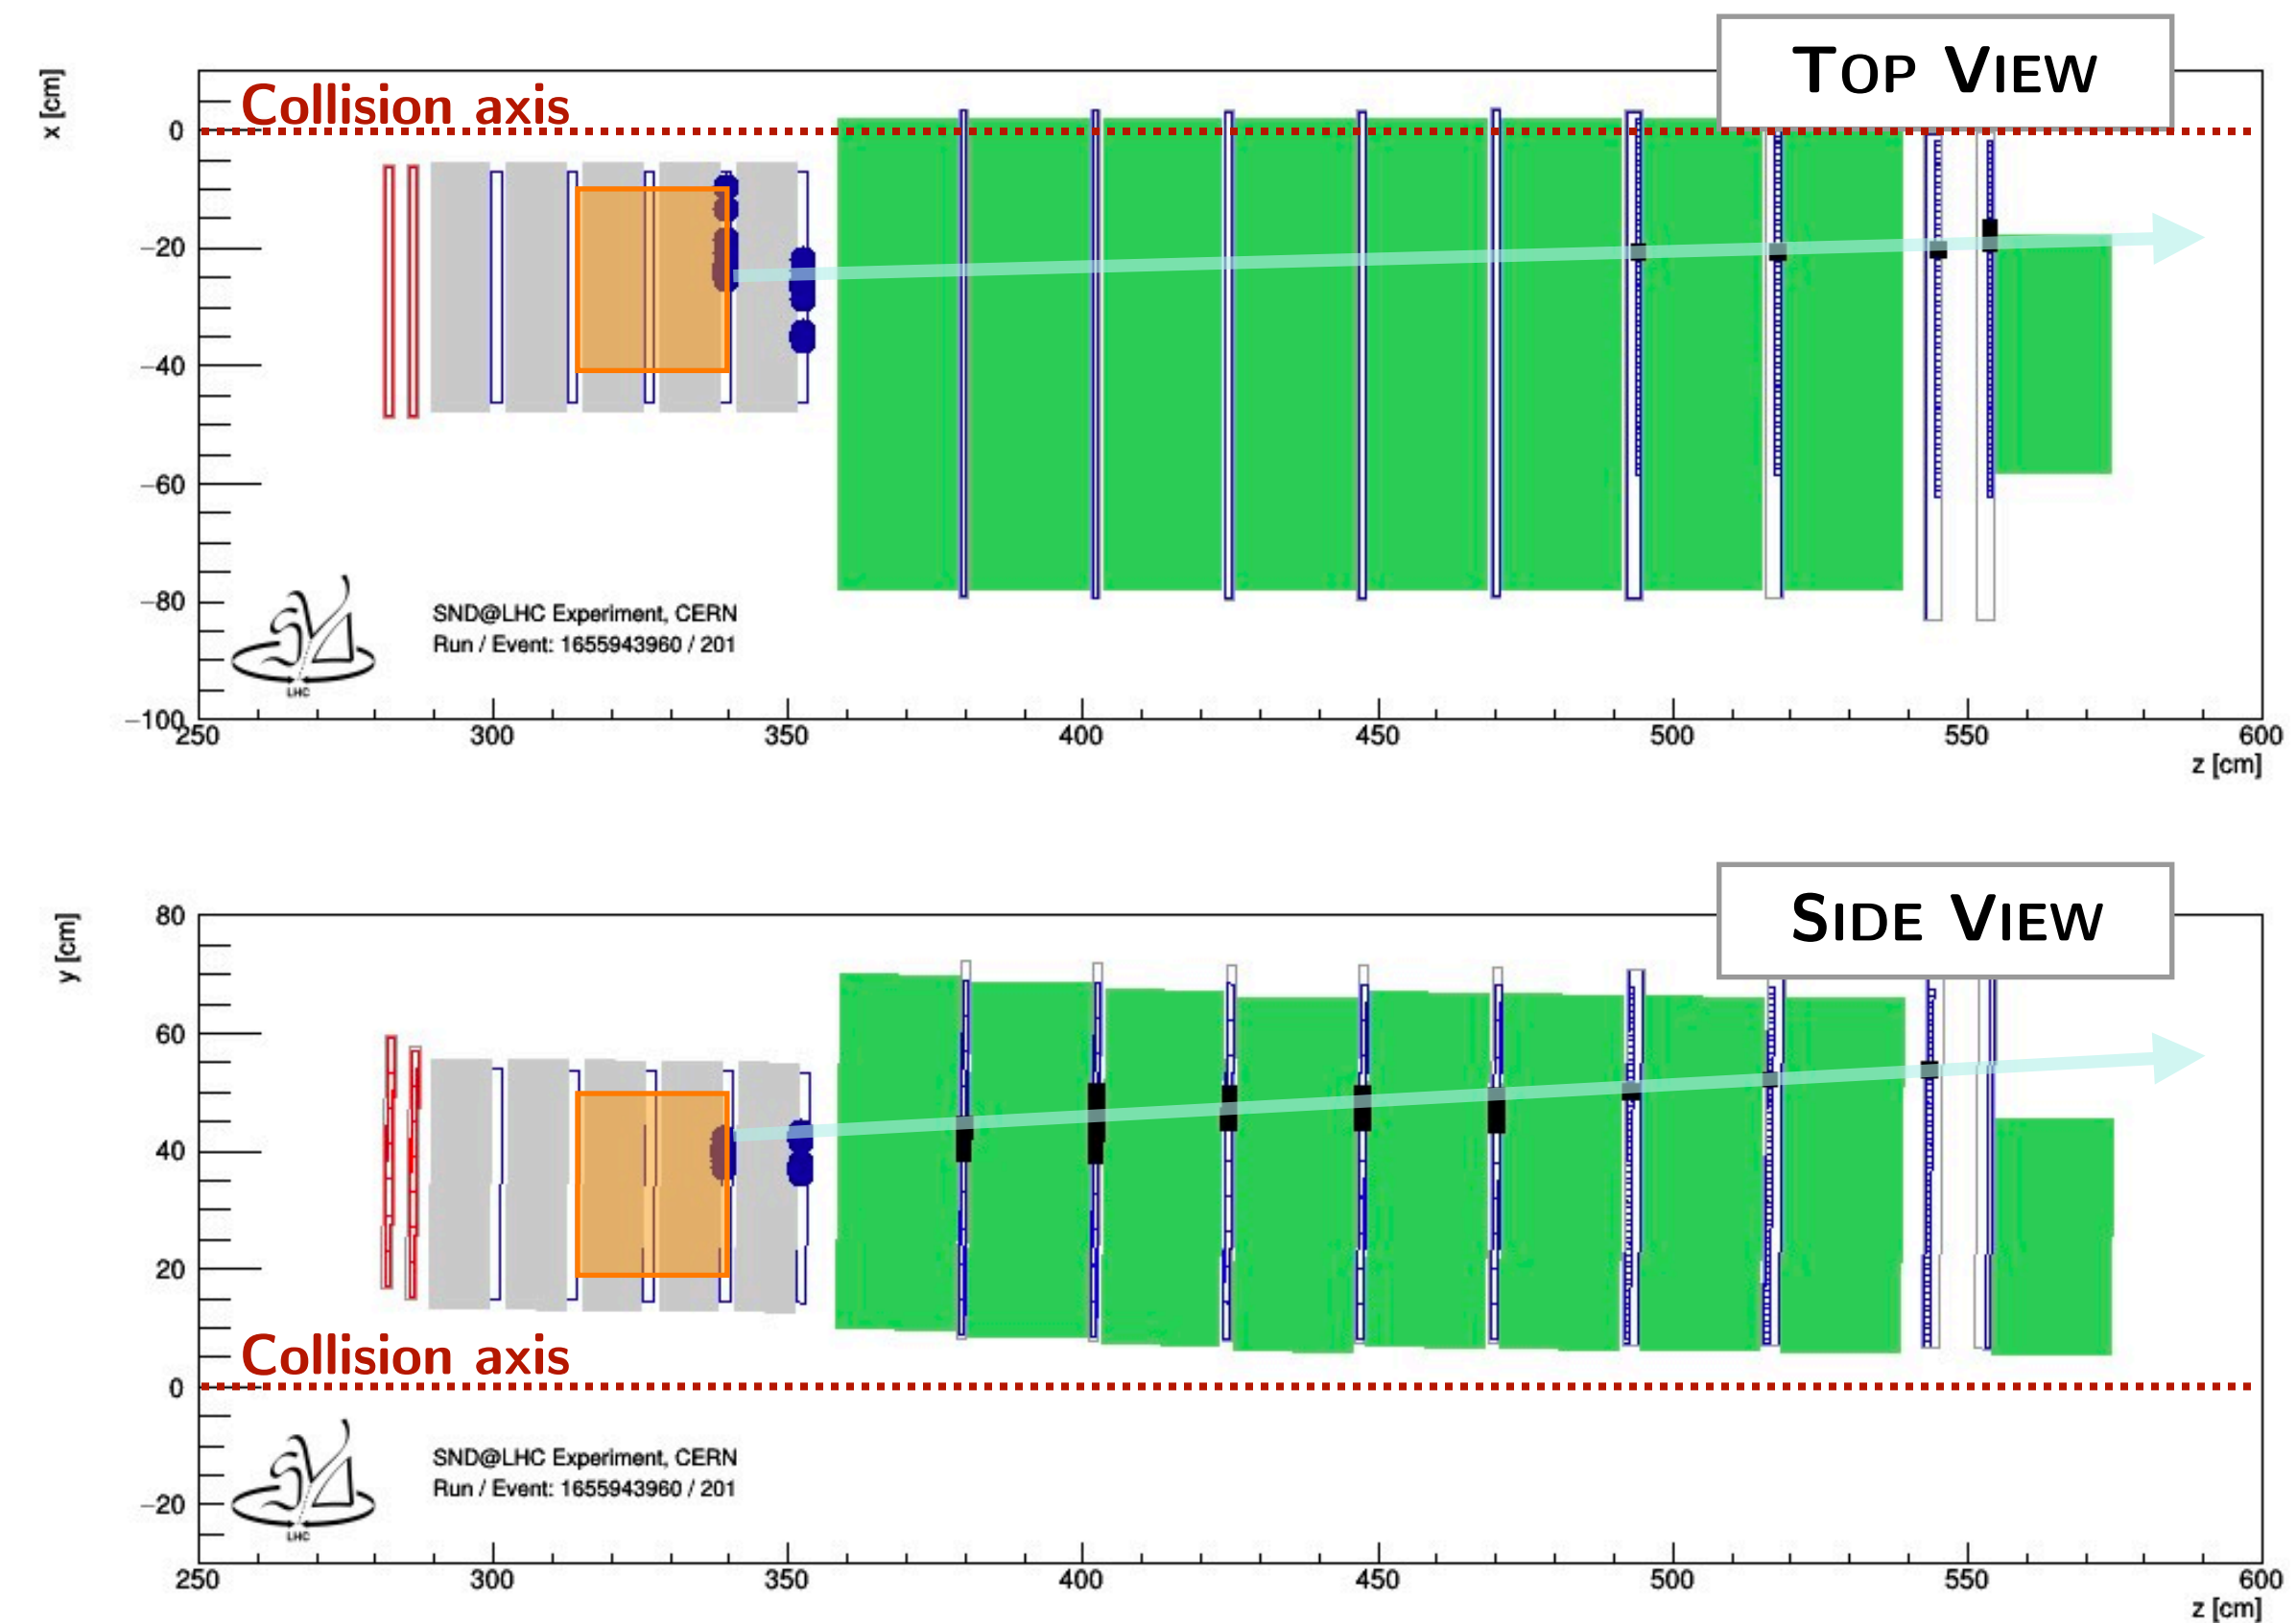 TOP VIEW
x [cm]
Collision axis
0
−20
−40
−60
−80
−100
SND@LHC Experiment, CERN
Run / Event: 1655943960 / 201
LHC
250 300 350 400 450 500 550 600
z [cm]
SIDE VIEW
y [cm]
80
60
40
20
Collision axis
0
−20
SND@LHC Experiment, CERN
Run / Event: 1655943960 / 201
LHC
250 300 350 400 450 500 550 600
z [cm]